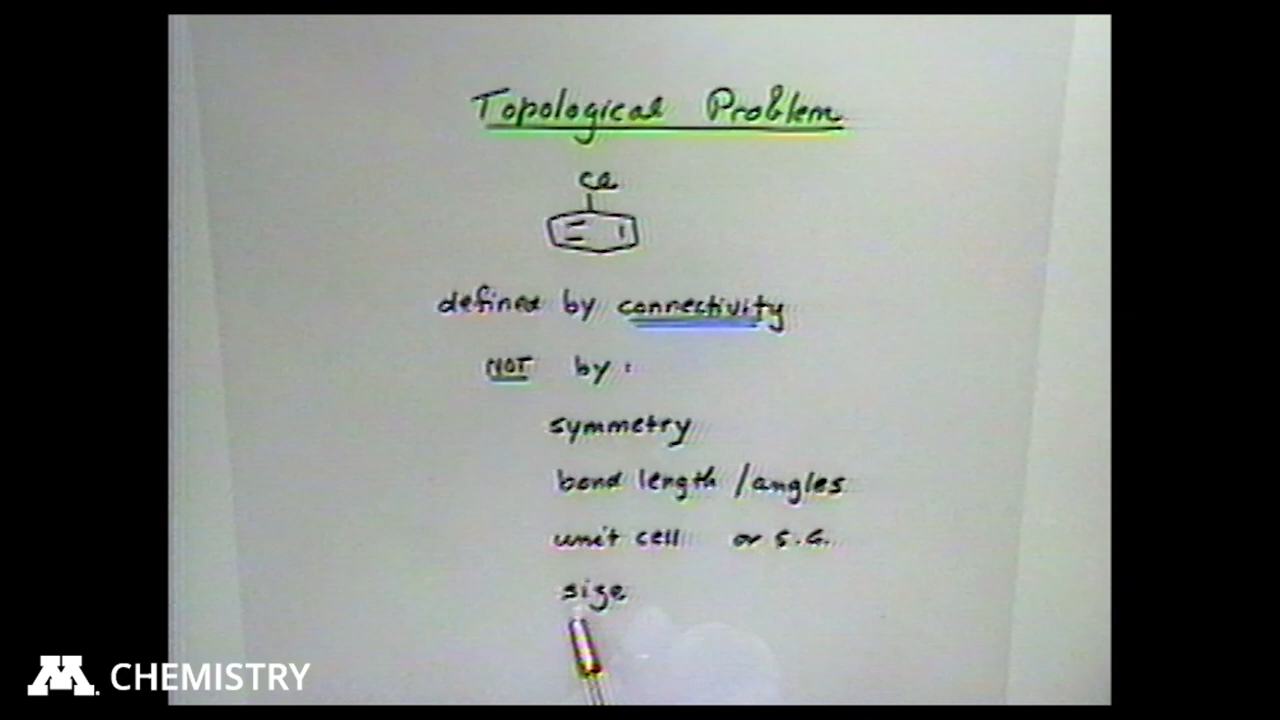 Topological Problem
Cl
defined by connectivity
NOT by:
symmetry
bond length / angles
unit cell or S.G.
size
M. CHEMISTRY